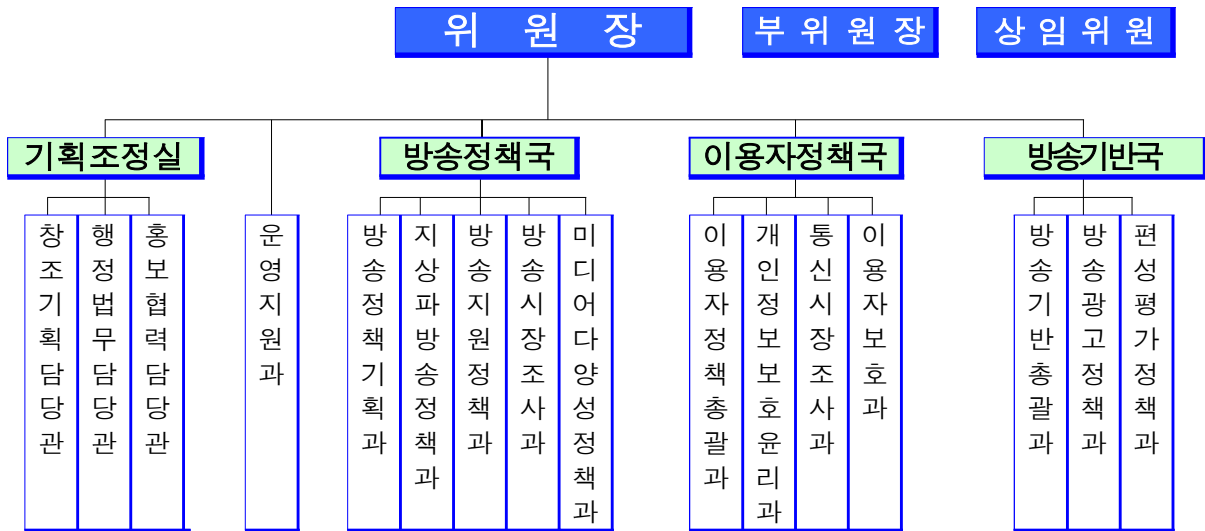 위 원 장
부 위 원 장
상 임 위 원
기획조정실
방송정책국
이용자정책국
방송기반국
창조기획담당관
행정법무담당관
홍보협력담당관
운영지원과
방송정책기획과
지상파방송정책과
방송지원정책과
방송시장조사과
미디어다양성정책과
이용자정책총괄과
개인정보보호윤리과
통신시장조사과
이용자보호과
방송기반총괄과
방송광고정책과
편성평가정책과